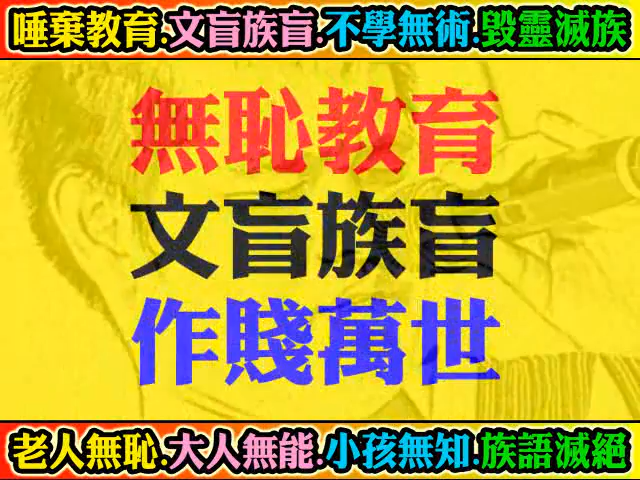 唾棄教育.文盲族盲.不學無術.毀靈滅族
無恥教育
文盲族盲
作賤萬世
老人無恥.大人無能.小孩無知.族語滅絕